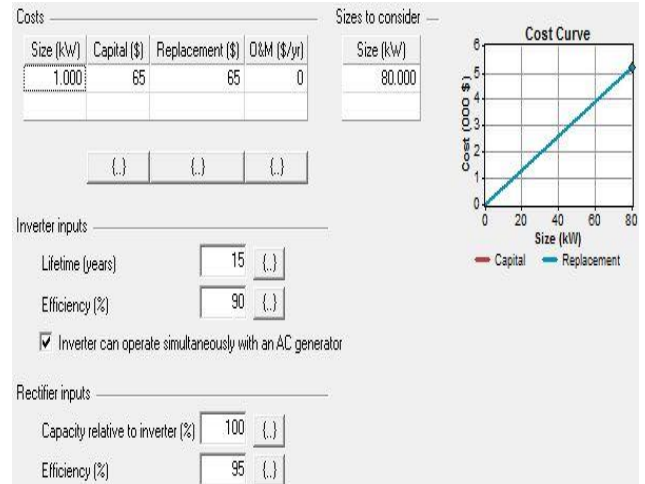 Costs
Sizes to consider
Size (kW) Capital ($) Replacement ($) O&M ($/yr)
1.000 65 65 0
Size (kW)
80.000
{..} {..} {..}
Cost Curve
Cost (000 $)
6
5
4
3
2
1
0
0 20 40 60 80
Size (kW)
Capital Replacement
Inverter inputs
Lifetime (years) 15 {..}
Efficiency (%) 90 {..}
Inverter can operate simultaneously with an AC generator
Rectifier inputs
Capacity relative to inverter (%) 100 {..}
Efficiency (%) 95 {..}